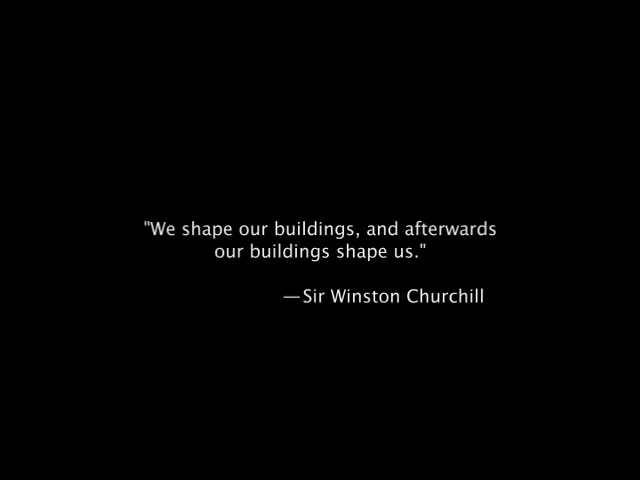 "We shape our buildings, and afterwards
our buildings shape us."
—Sir Winston Churchill